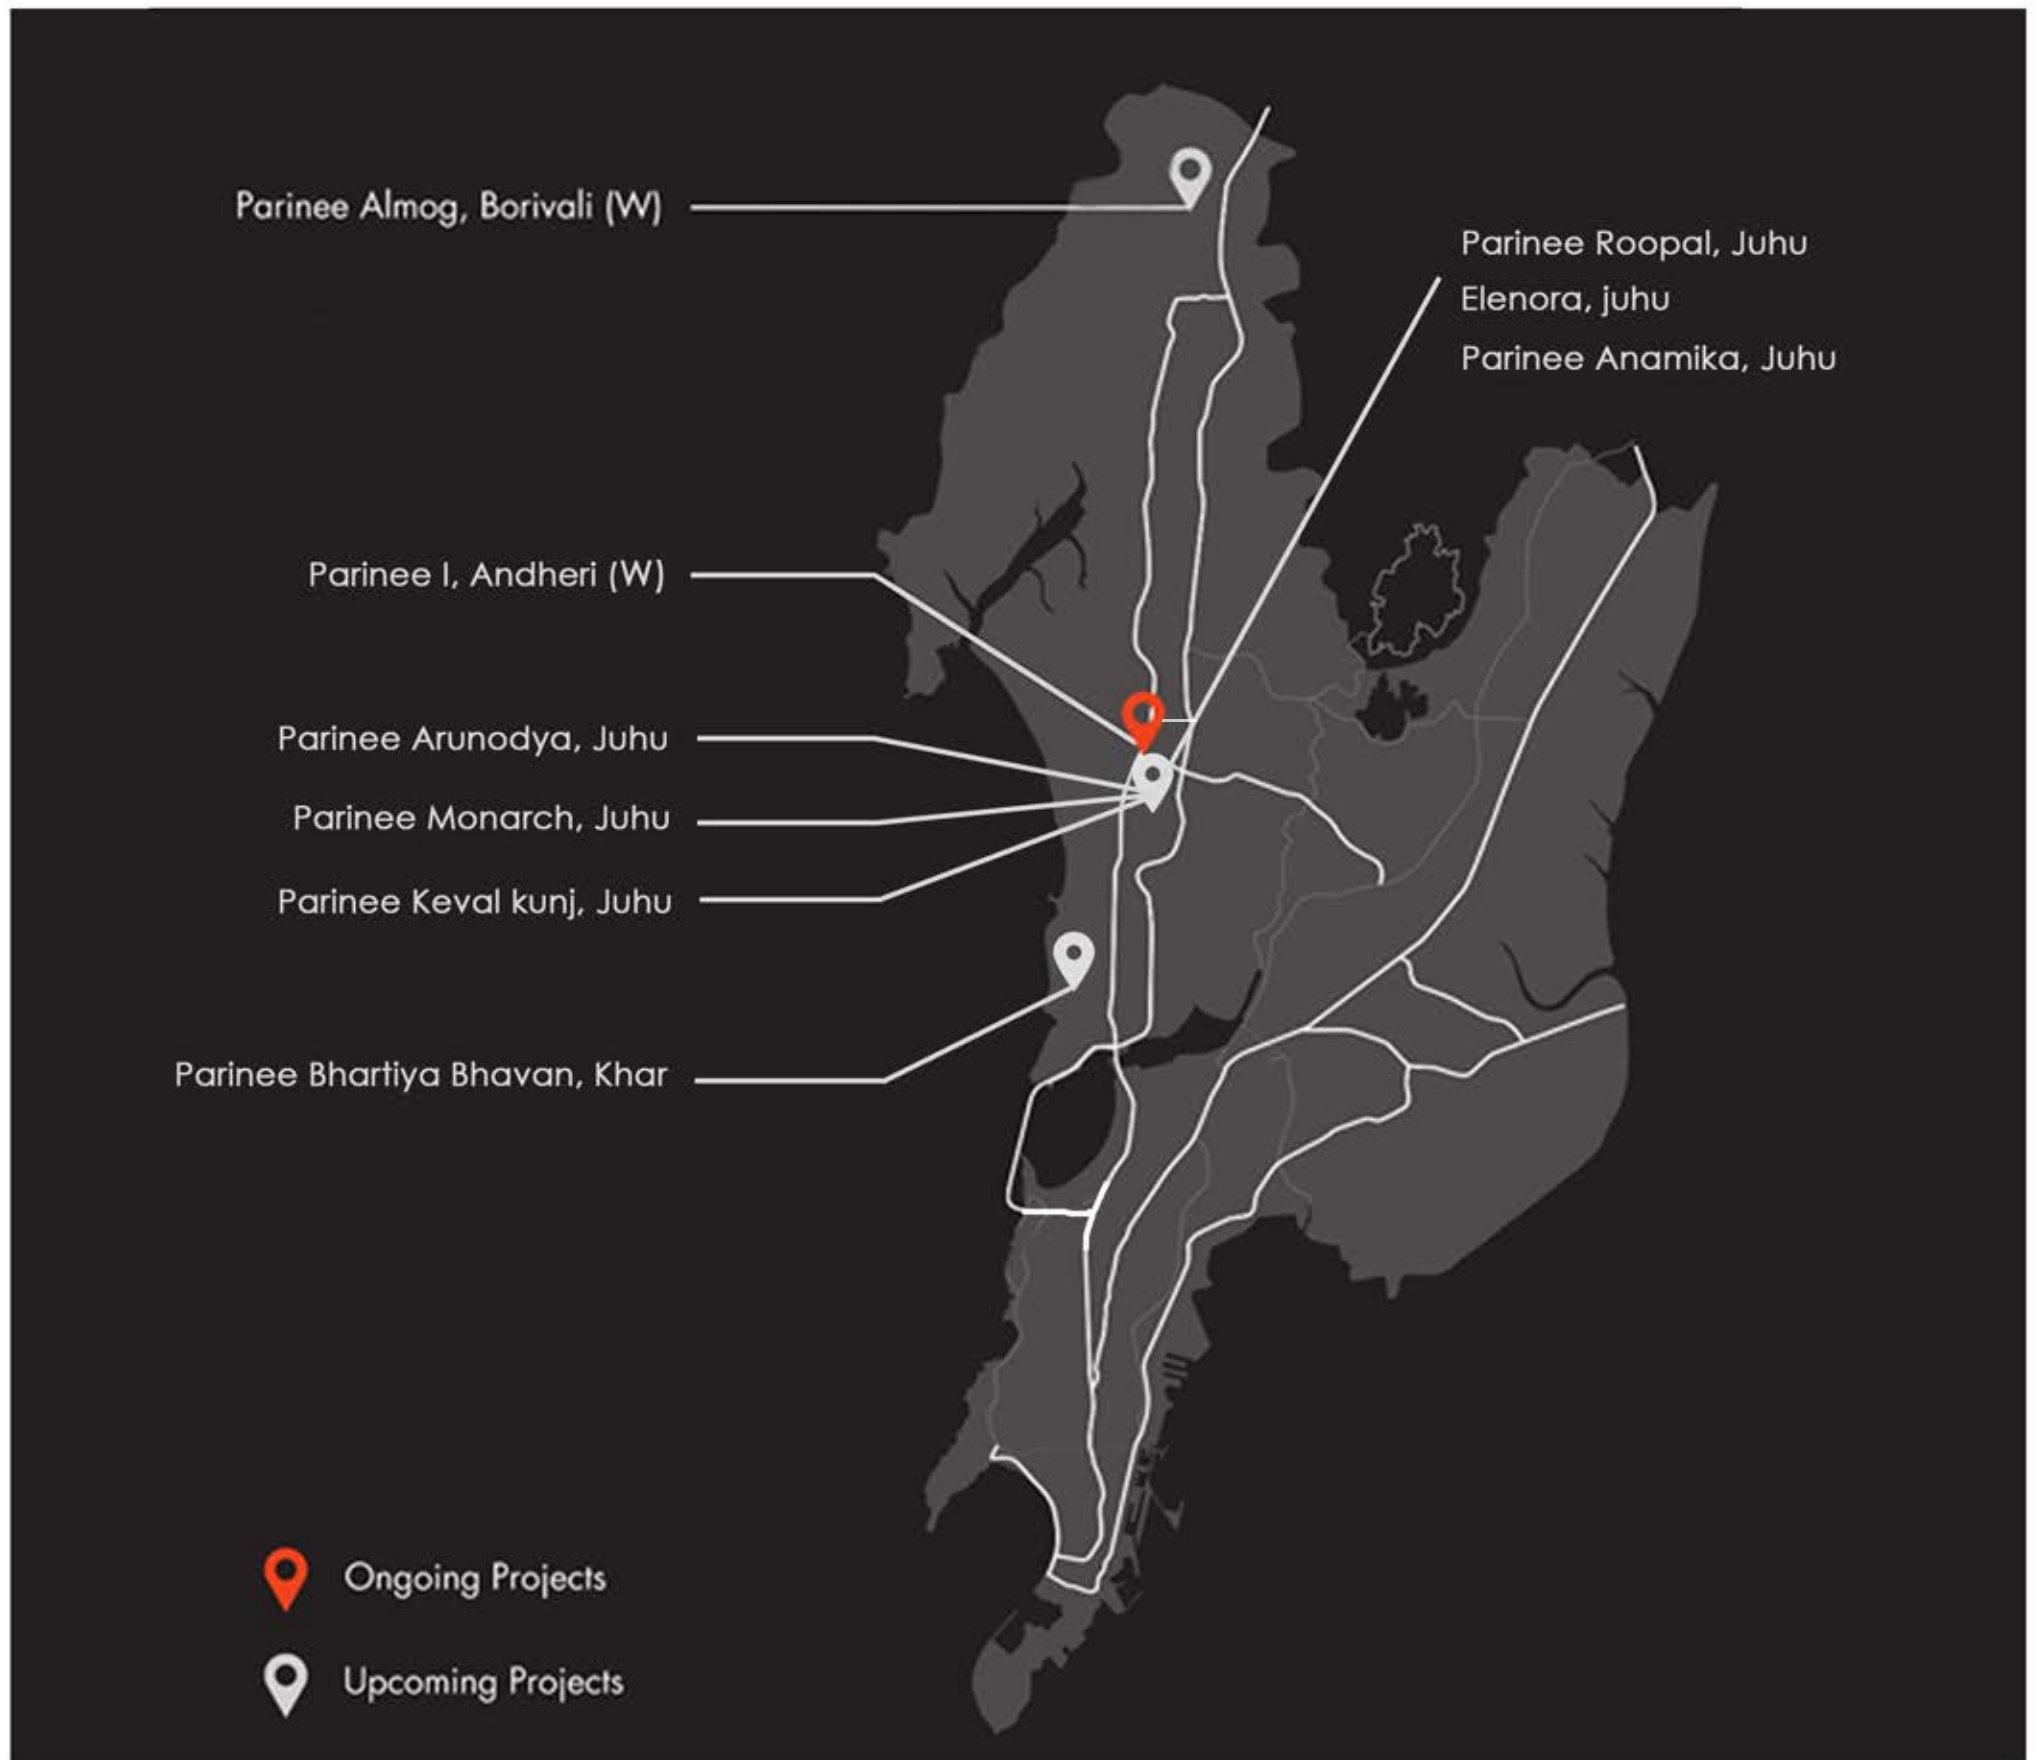 Parinee Almog, Borivali (W)
Parinee Roopal, Juhu
Elenora, juhu
Parinee Anamika, Juhu
Parinee I, Andheri (W)
Parinee Arunodya, Juhu
Parinee Monarch, Juhu
Parinee Keval kunj, Juhu
Parinee Bhartiya Bhavan, Khar
Ongoing Projects
Upcoming Projects